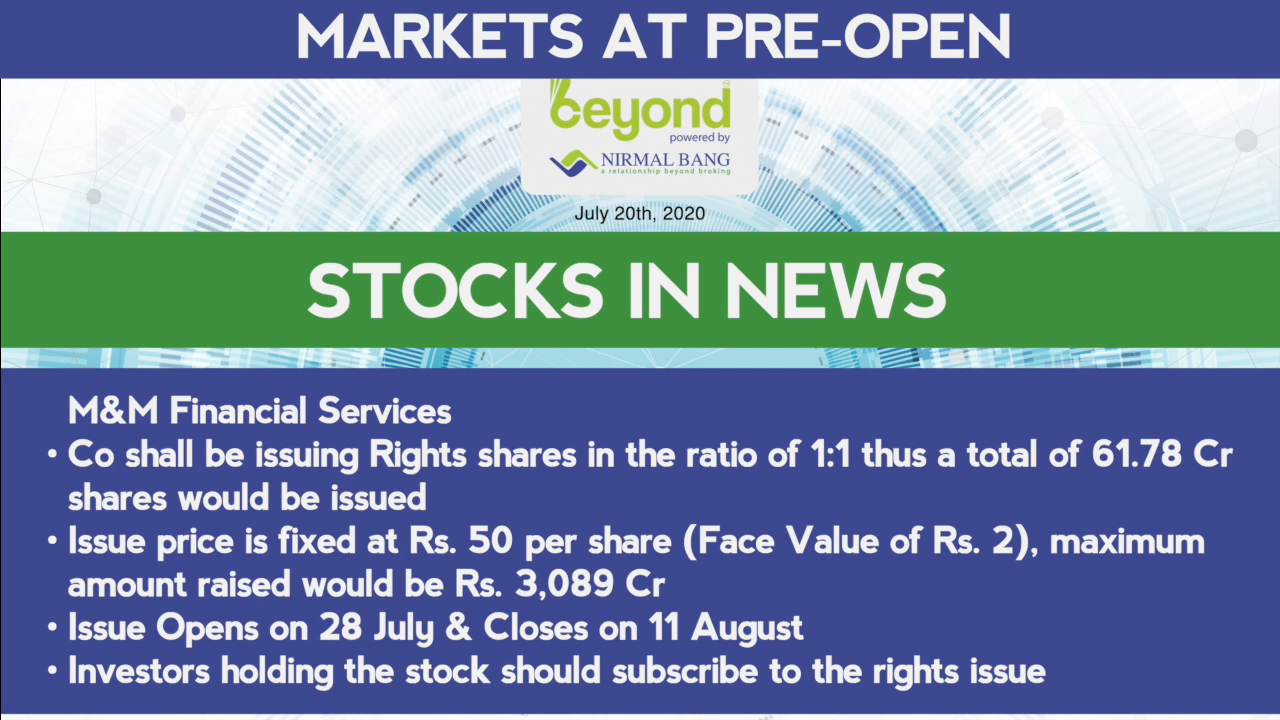 MARKETS AT PRE-OPEN
beyond
powered by
NIRMAL BANG
a relationship beyond broking
July 20th, 2020
STOCKS IN NEWS
M&M Financial Services
• Co shall be issuing Rights shares in the ratio of 1:1 thus a total of 61.78 Cr
shares would be issued
• Issue price is fixed at Rs. 50 per share (Face Value of Rs. 2), maximum
amount raised would be Rs. 3,089 Cr
• Issue Opens on 28 July & Closes on 11 August
• Investors holding the stock should subscribe to the rights issue